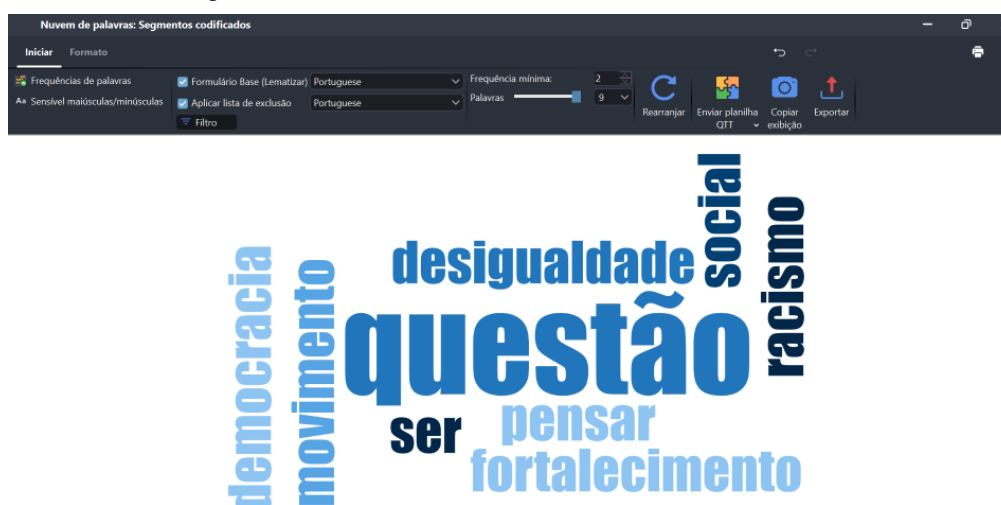 Nuvem de palavras: Segmentos codificados
Iniciar Formato
Frequências de palavras
Aa Sensível maiúsculas/minúsculas
Formulário Base (Lematizar) Portuguese
Aplicar lista de exclusão Portuguese
Filtro
Frequência mínima: 2
Palavras 9
Rearranjar
Enviar planilha
QTT
Copiar
exibição
Exportar
social
racismo
desigualdade
democracia
movimento
questão
ser
pensar
fortalecimento